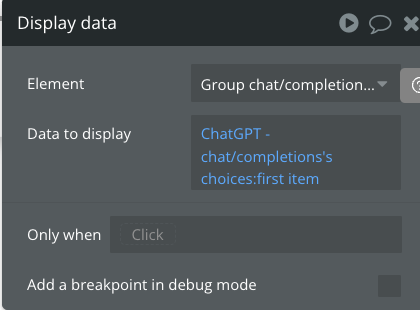 Display data
Element
Group chat/completion...
Data to display
ChatGPT -
chat/completions's
choices:first item
Only when
Click
Add a breakpoint in debug mode